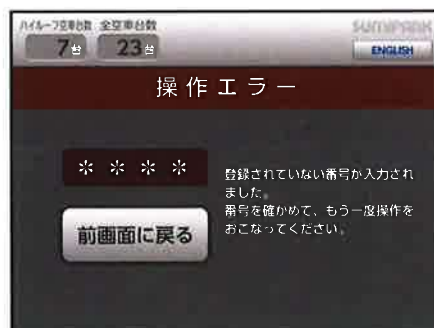 ハイルーフ空車台数 全空車台数
7台 23台
SUMIPARK
ENGLISH
操作エラー
＊＊＊＊
登録されていない番号が入力され
ました。
番号を確かめて、もう一度操作を
おこなってください。
前画面に戻る